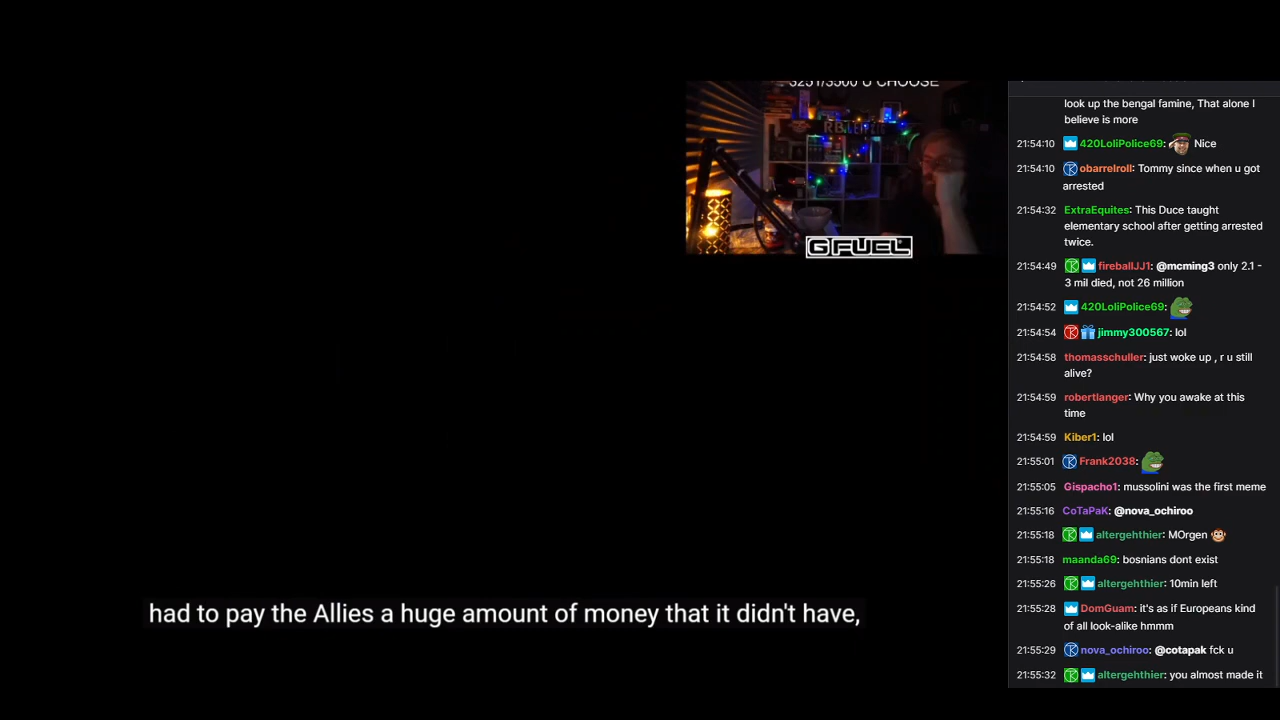 3251/3500 U CHOOSE
G FUEL
look up the bengal famine, That alone I
believe is more
21:54:10 420LoliPolice69: Nice
21:54:10 obarrelroll: Tommy since when u got
arrested
21:54:32 ExtraEquites: This Duce taught
elementary school after getting arrested
twice.
21:54:49 fireballJJ1: @mcming3 only 2.1 -
3 mil died, not 26 million
21:54:52 420LoliPolice69:
21:54:54 jimmy300567: lol
21:54:58 thomasschuller: just woke up , r u still
alive?
21:54:59 robertlanger: Why you awake at this
time
21:54:59 Kiber1: lol
21:55:01 Frank2038:
21:55:05 Gispacho1: mussolini was the first meme
21:55:16 CoTaPaK: @nova_ochiroo
21:55:18 altergehthier: MOrgen
21:55:18 maanda69: bosnians dont exist
21:55:26 altergehthier: 10min left
21:55:28 DomGuam: it's as if Europeans kind
of all look-alike hmmm
21:55:29 nova_ochiroo: @cotapak fck u
21:55:32 altergehthier: you almost made it
had to pay the Allies a huge amount of money that it didn't have,